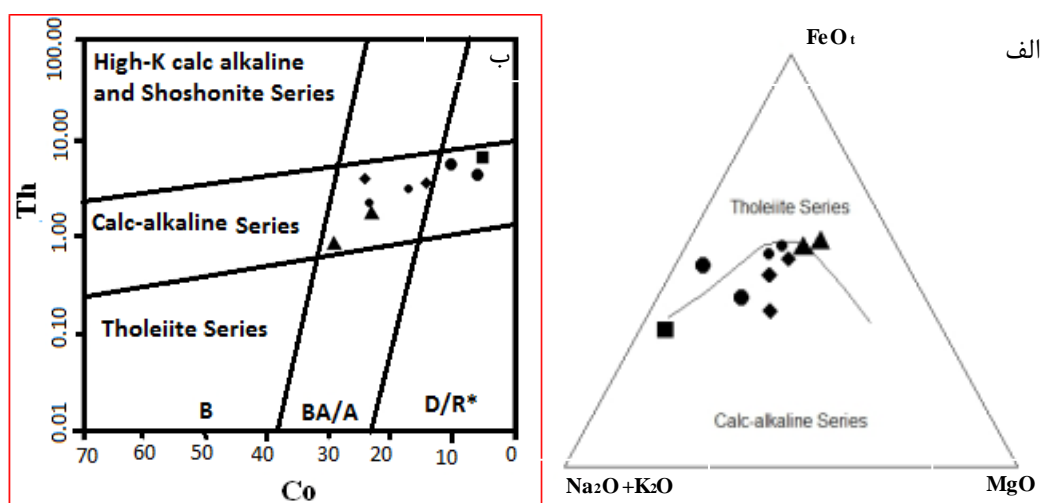 ب
High-K calc alkaline
and Shoshonite Series
Calc-alkaline Series
Tholeiite Series
B
BA/A
D/R*
Th
100.00
10.00
1.00
0.10
0.01
70
60
50
40
30
20
10
0
Co
الف
FeOt
Tholeiite Series
Calc-alkaline Series
Na2O+K2O
MgO